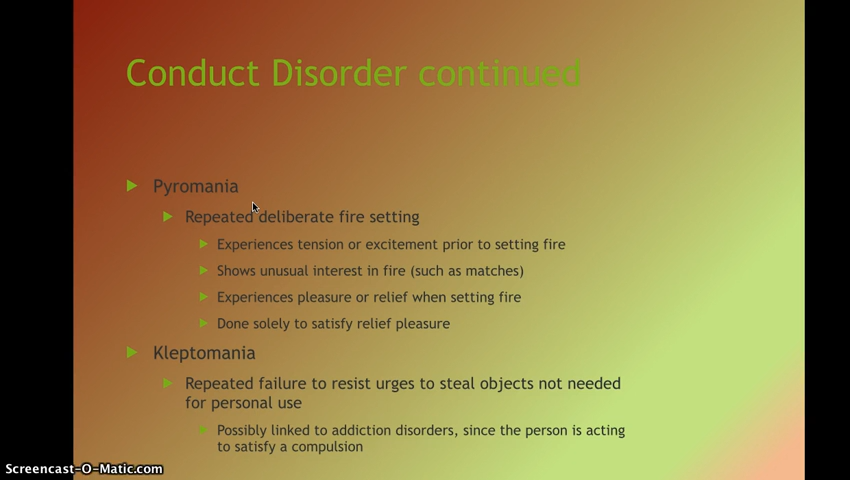 Conduct Disorder continued
Pyromania
Repeated deliberate fire setting
Experiences tension or excitement prior to setting fire
Shows unusual interest in fire (such as matches)
Experiences pleasure or relief when setting fire
Done solely to satisfy relief pleasure
Kleptomania
Repeated failure to resist urges to steal objects not needed
for personal use
Possibly linked to addiction disorders, since the person is acting
to satisfy a compulsion
Screencast-O-Matic.com